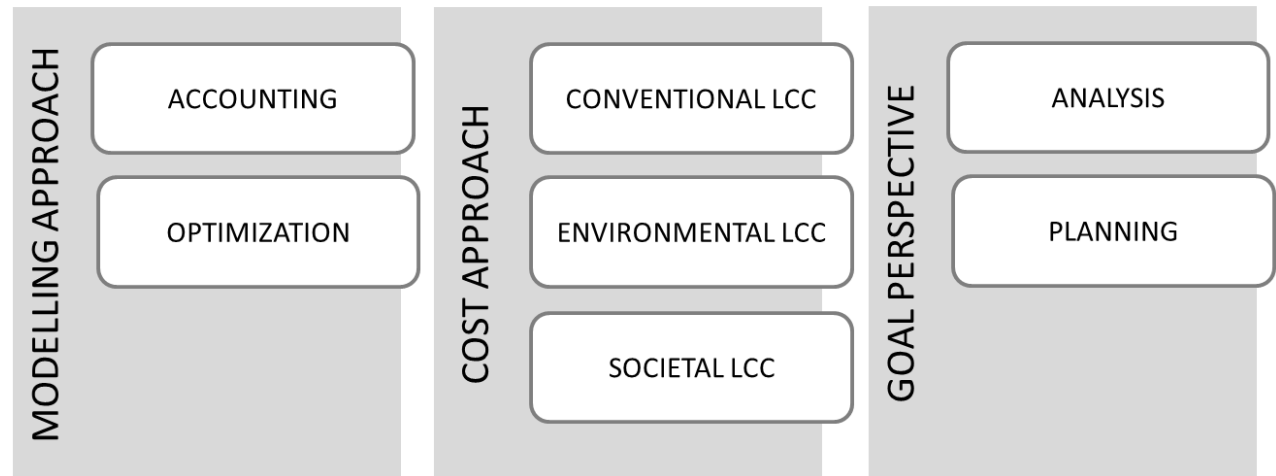 MODELLING APPROACH
ACCOUNTING
OPTIMIZATION
COST APPROACH
CONVENTIONAL LCC
ENVIRONMENTAL LCC
SOCIETAL LCC
GOAL PERSPECTIVE
ANALYSIS
PLANNING